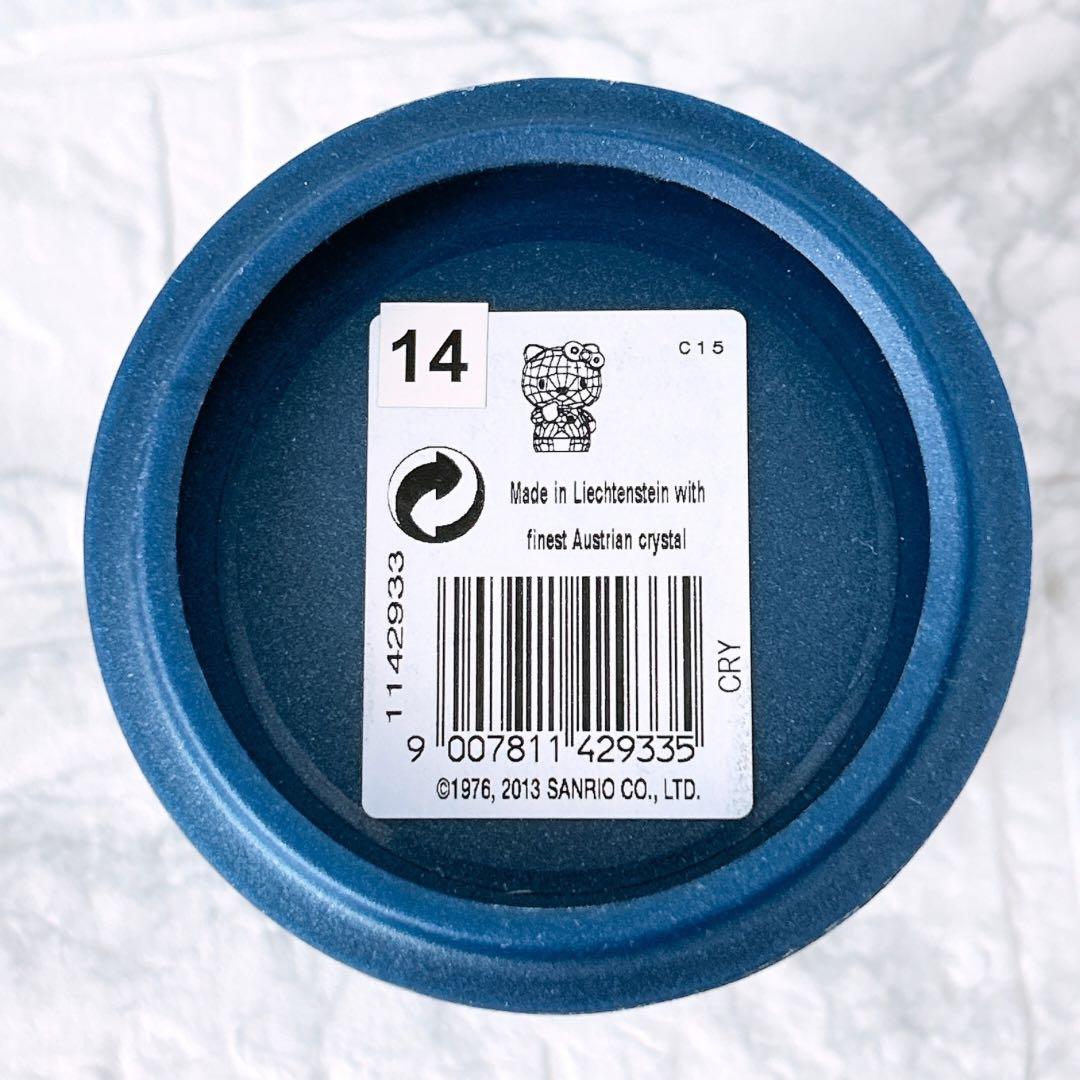 14
C15
Made in Liechtenstein with
finest Austrian crystal
1142933
CRY
9 007811 429335
©1976, 2013 SANRIO CO., LTD.